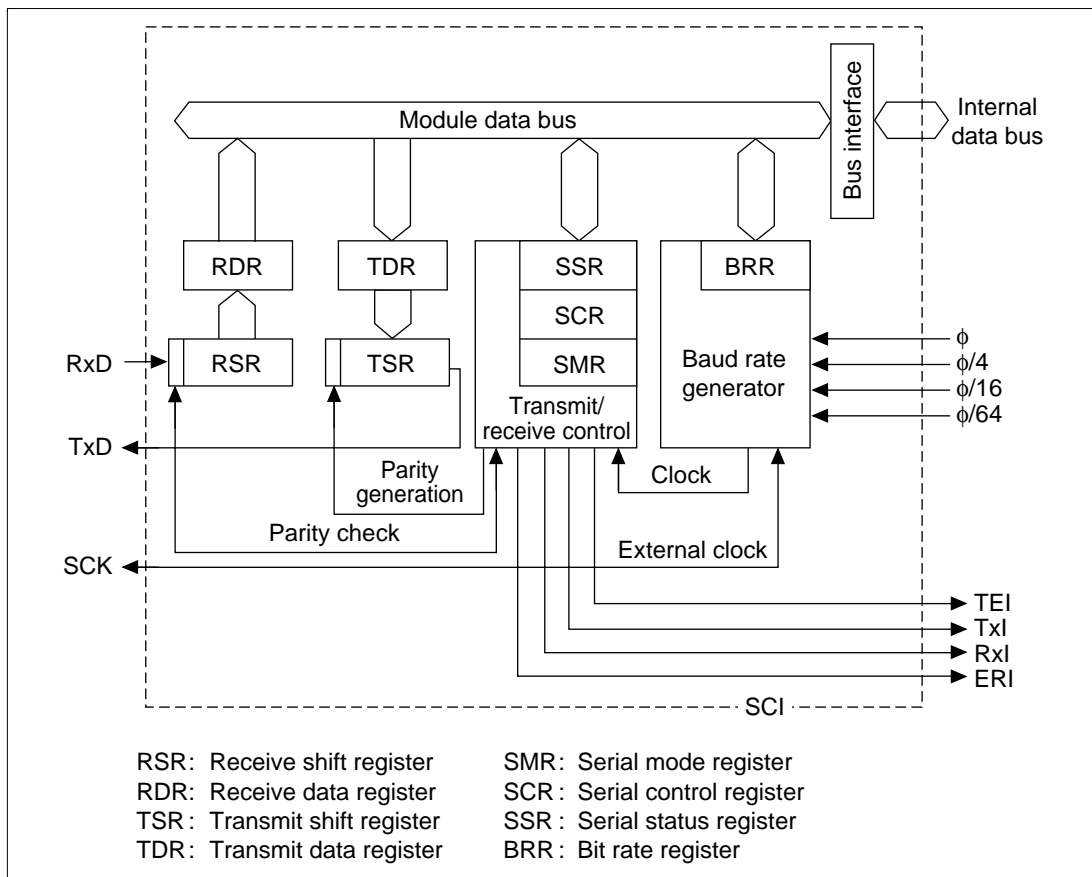 Module data bus
Bus interface
Internal
data bus
RDR
TDR
SSR
BRR
SCR
RxD
RSR
TSR
SMR
Baud rate
generator
ϕ
ϕ/4
ϕ/16
ϕ/64
Transmit/
receive control
TxD
Parity
generation
Clock
Parity check
SCK
External clock
TEI
TxI
RxI
ERI
SCI
RSR: Receive shift register
RDR: Receive data register
TSR: Transmit shift register
TDR: Transmit data register
SMR: Serial mode register
SCR: Serial control register
SSR: Serial status register
BRR: Bit rate register